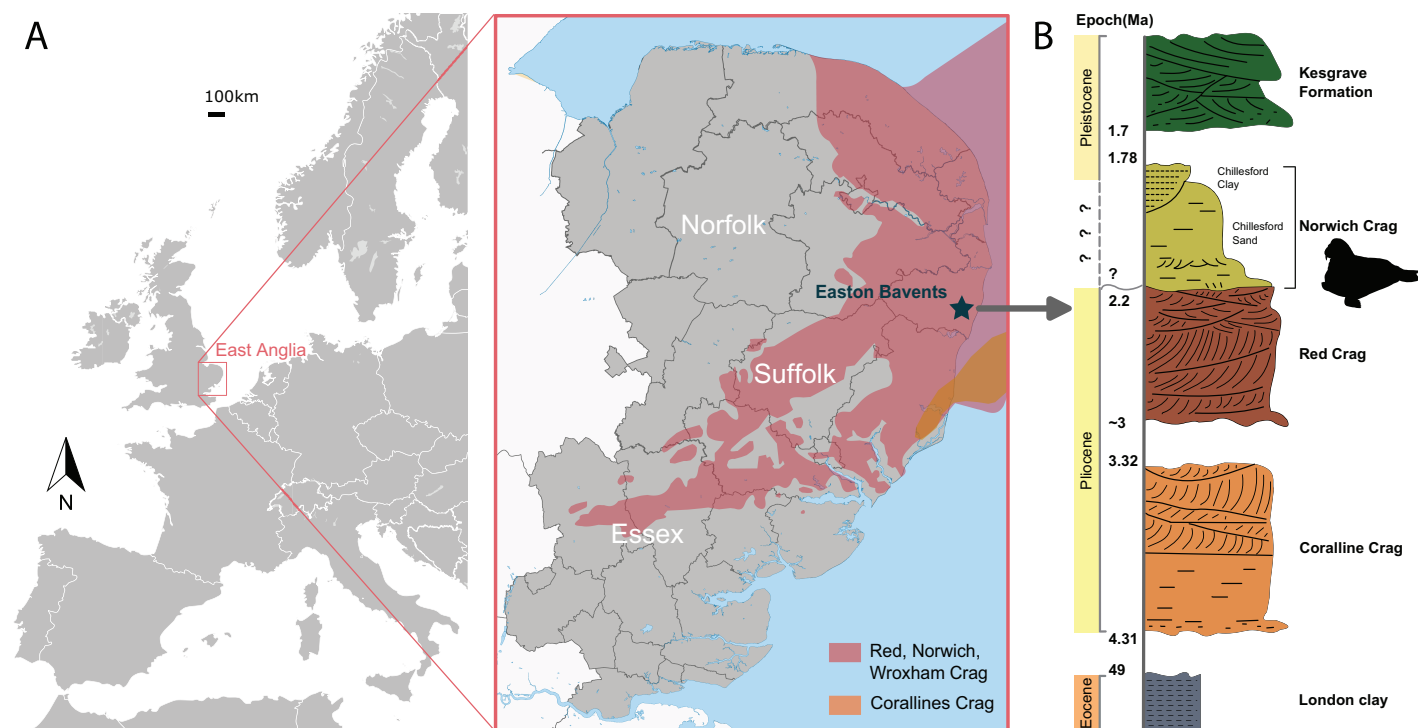 A
100km
East Anglia
N
Norfolk
Easton Bavents
Suffolk
Essex
Red, Norwich,
Wroxham Crag
Corallines Crag
B
Epoch(Ma)
Pleistocene
1.7
1.78
? ? ?
?
Pliocene
2.2
~3
3.32
4.31
Eocene
49
Kesgrave
Formation
Chillesford
Clay
Chillesford
Sand
Norwich Crag
Red Crag
Coralline Crag
London clay